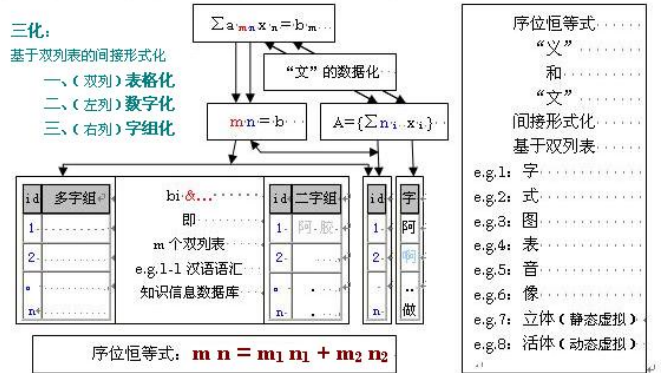 三化：
基于双列表的间接形式化
一、（双列）表格化
二、（左列）数字化
三、（右列）字组化
∑a m n x n = b m
“文”的数据化
m n = b
A={∑n i x i}
id 多字组
1
2
。
n
bi &...
即
m 个双列表
e.g.1-1 汉语语汇
知识信息数据库
id 二字组
1 阿 胶
2
。 .
n .
id
1
2
。
n
字
阿
啊
..
做
序位恒等式：m n = m1 n1 + m2 n2
序位恒等式
“义”
和
“文”
间接形式化
基于双列表
e.g.1：字
e.g.2：式
e.g.3：图
e.g.4：表
e.g.5：音
e.g.6：像
e.g.7：立体（静态虚拟）
e.g.8：活体（动态虚拟）